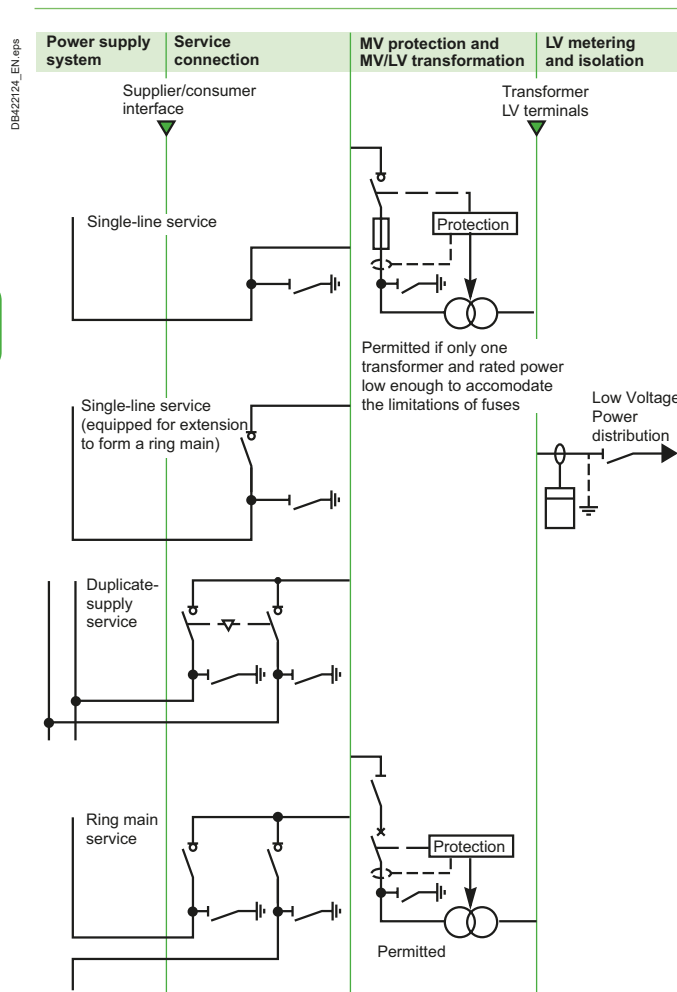 DB422124_EN.eps
Power supply
system
Service
connection
MV protection and
MV/LV transformation
LV metering
and isolation
Supplier/consumer
interface
Transformer
LV terminals
Single-line service
Protection
Permitted if only one
transformer and rated power
low enough to accomodate
the limitations of fuses
Single-line service
(equipped for extension
to form a ring main)
Low Voltage
Power
distribution
Duplicate-
supply
service
Ring main
service
Protection
Permitted